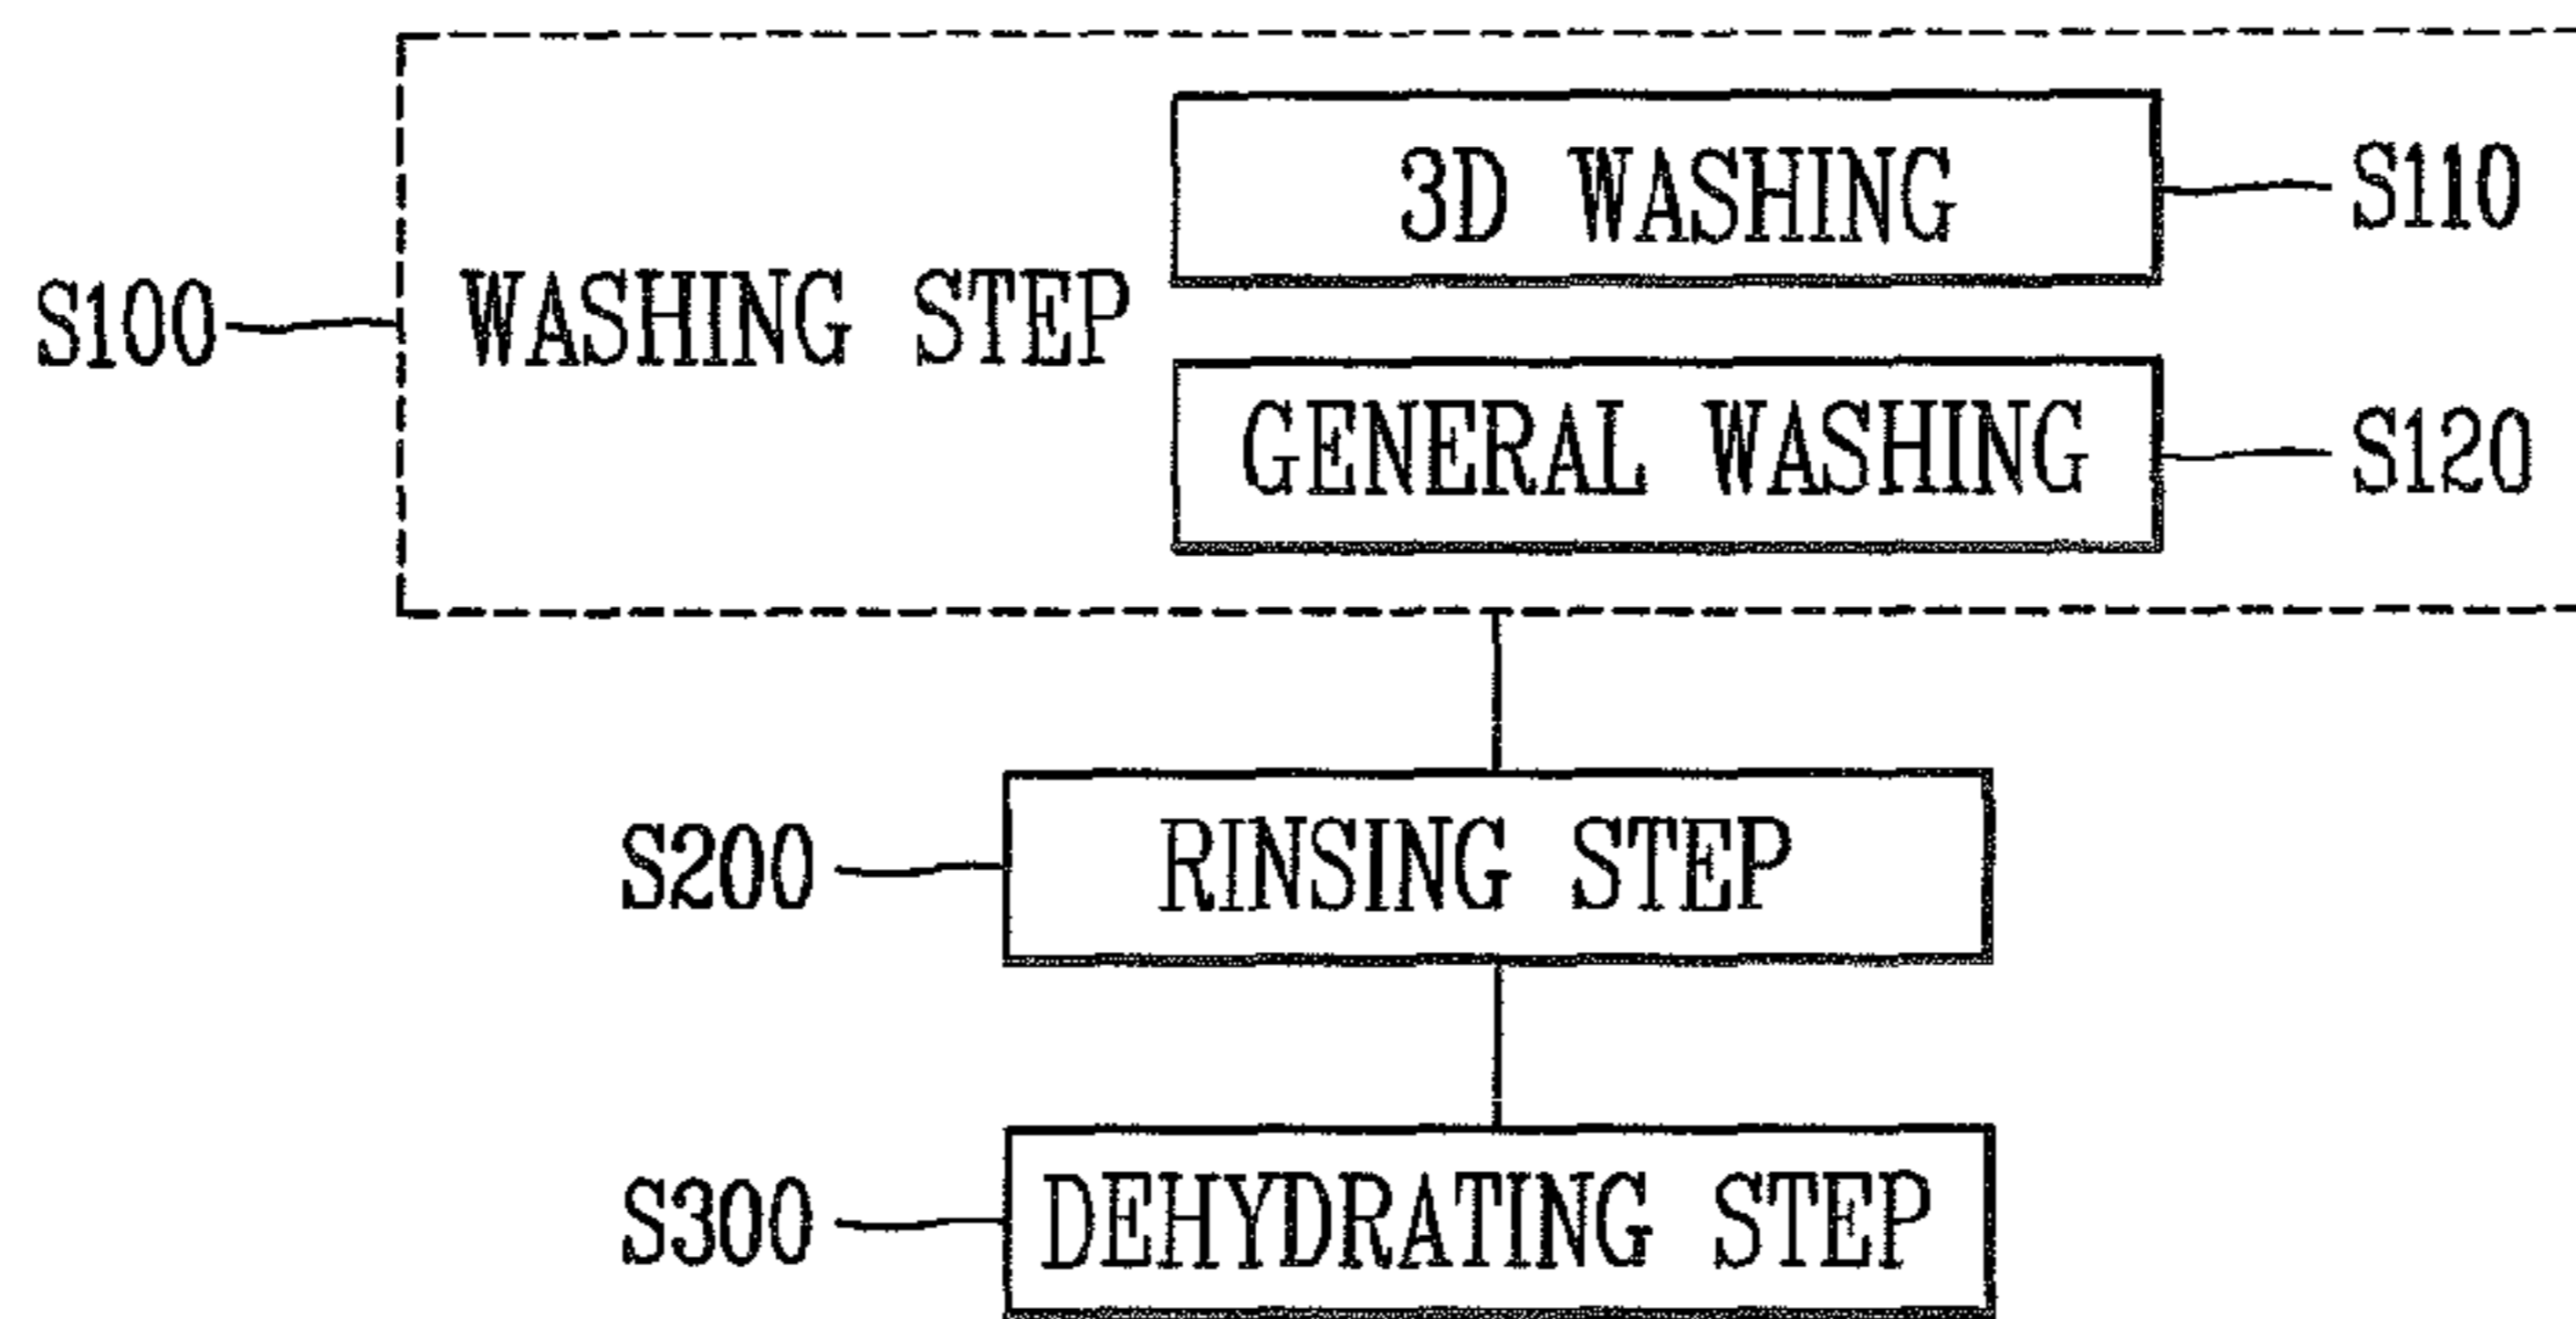 3D WASHING S110
S100 WASHING STEP
GENERAL WASHING S120
S200 RINSING STEP
S300 DEHYDRATING STEP